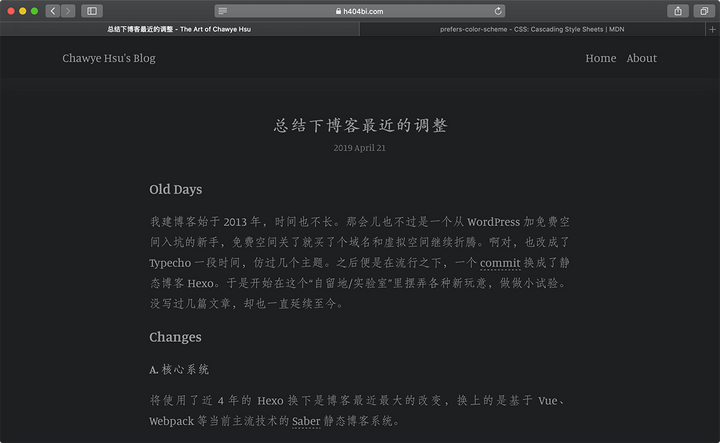 h404bi.com
总结下博客最近的调整 - The Art of Chawye Hsu
prefers-color-scheme - CSS: Cascading Style Sheets | MDN
Chawye Hsu's Blog
Home About
总结下博客最近的调整
2019 April 21
Old Days
我建博客始于 2013 年，时间也不长。那会儿也不过是一个从 WordPress 加免费空
间入坑的新手，免费空间关了就买了个域名和虚拟空间继续折腾。啊对，也改成了
Typecho 一段时间，仿过几个主题。之后便是在流行之下，一个 commit 换成了静
态博客 Hexo。于是开始在这个“自留地/实验室”里摆弄各种新玩意，做做小试验。
没写过几篇文章，却也一直延续至今。
Changes
A. 核心系统
将使用了近 4 年的 Hexo 换下是博客最近最大的改变，换上的是基于 Vue、
Webpack 等当前主流技术的 Saber 静态博客系统。